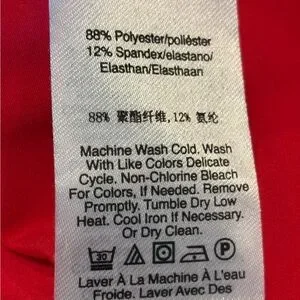 88% Polyester/poliéster
12% Spandex/elastano/
Elasthan/Elasthaan
88% 聚酯纤维, 12% 氨纶
Machine Wash Cold. Wash
With Like Colors Delicate
Cycle. Non-Chlorine Bleach
For Colors, If Needed. Remove
Promptly. Tumble Dry Low
Heat. Cool Iron If Necessary.
Or Dry Clean.
30 P
Laver À La Machine À L'eau
Froide. Laver Avec Des